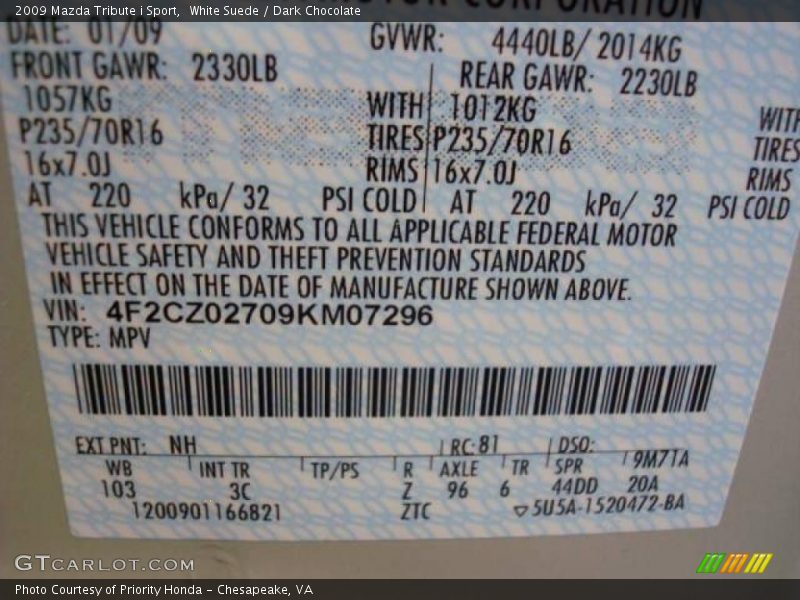 2009 Mazda Tribute i Sport, White Suede / Dark Chocolate
MOTOR CORPORATION
DATE: 01/09 GVWR: 4440LB/ 2014KG
FRONT GAWR: 2330LB REAR GAWR: 2230LB
1057KG WITH 1012KG WITH
P235/70R16 TIRES P235/70R16 TIRES
16x7.0J RIMS 16x7.0J RIMS
AT 220 kPa/ 32 PSI COLD AT 220 kPa/ 32 PSI COLD
THIS VEHICLE CONFORMS TO ALL APPLICABLE FEDERAL MOTOR
VEHICLE SAFETY AND THEFT PREVENTION STANDARDS
IN EFFECT ON THE DATE OF MANUFACTURE SHOWN ABOVE.
VIN: 4F2CZ02709KM07296
TYPE: MPV
EXT PNT: NH RC: 81 DSO:
WB INT TR TP/PS R AXLE TR SPR 9M71A
103 3C Z 96 6 44DD 20A
1200901166821 ZTC ▽5U5A-1520472-BA
GTCARLOT.COM
Photo Courtesy of Priority Honda - Chesapeake, VA